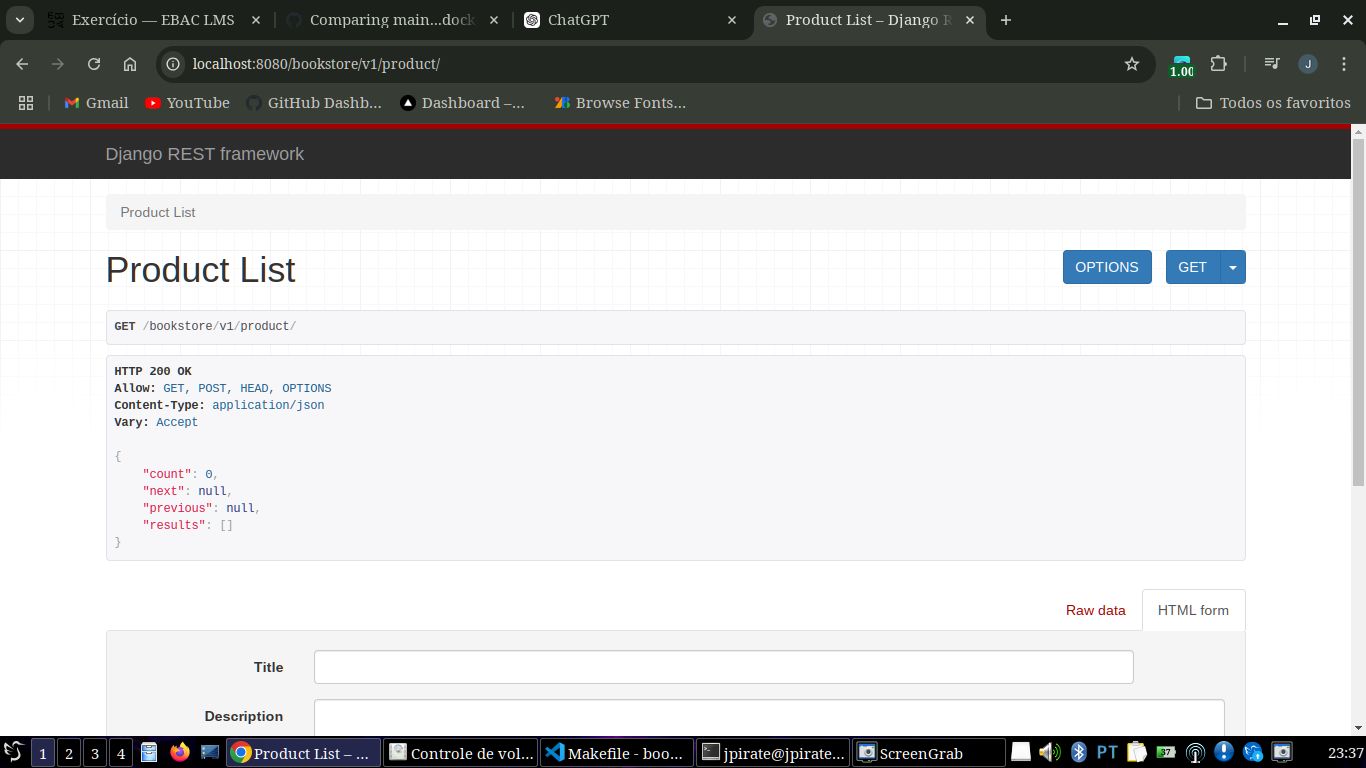 Exercício — EBAC LMS
Comparing main...dock
ChatGPT
Product List – Django R
localhost:8080/bookstore/v1/product/
1.00
J
Gmail
YouTube
GitHub Dashb...
Dashboard –...
Browse Fonts...
Todos os favoritos
Django REST framework
Product List
Product List
OPTIONS
GET
GET /bookstore/v1/product/
HTTP 200 OK
Allow: GET, POST, HEAD, OPTIONS
Content-Type: application/json
Vary: Accept
{
    "count": 0,
    "next": null,
    "previous": null,
    "results": []
}
Raw data
HTML form
Title
Description
1
2
3
4
Product List – ...
Controle de vol...
Makefile - boo...
jpirate@jpirate...
ScreenGrab
PT
37
23:37